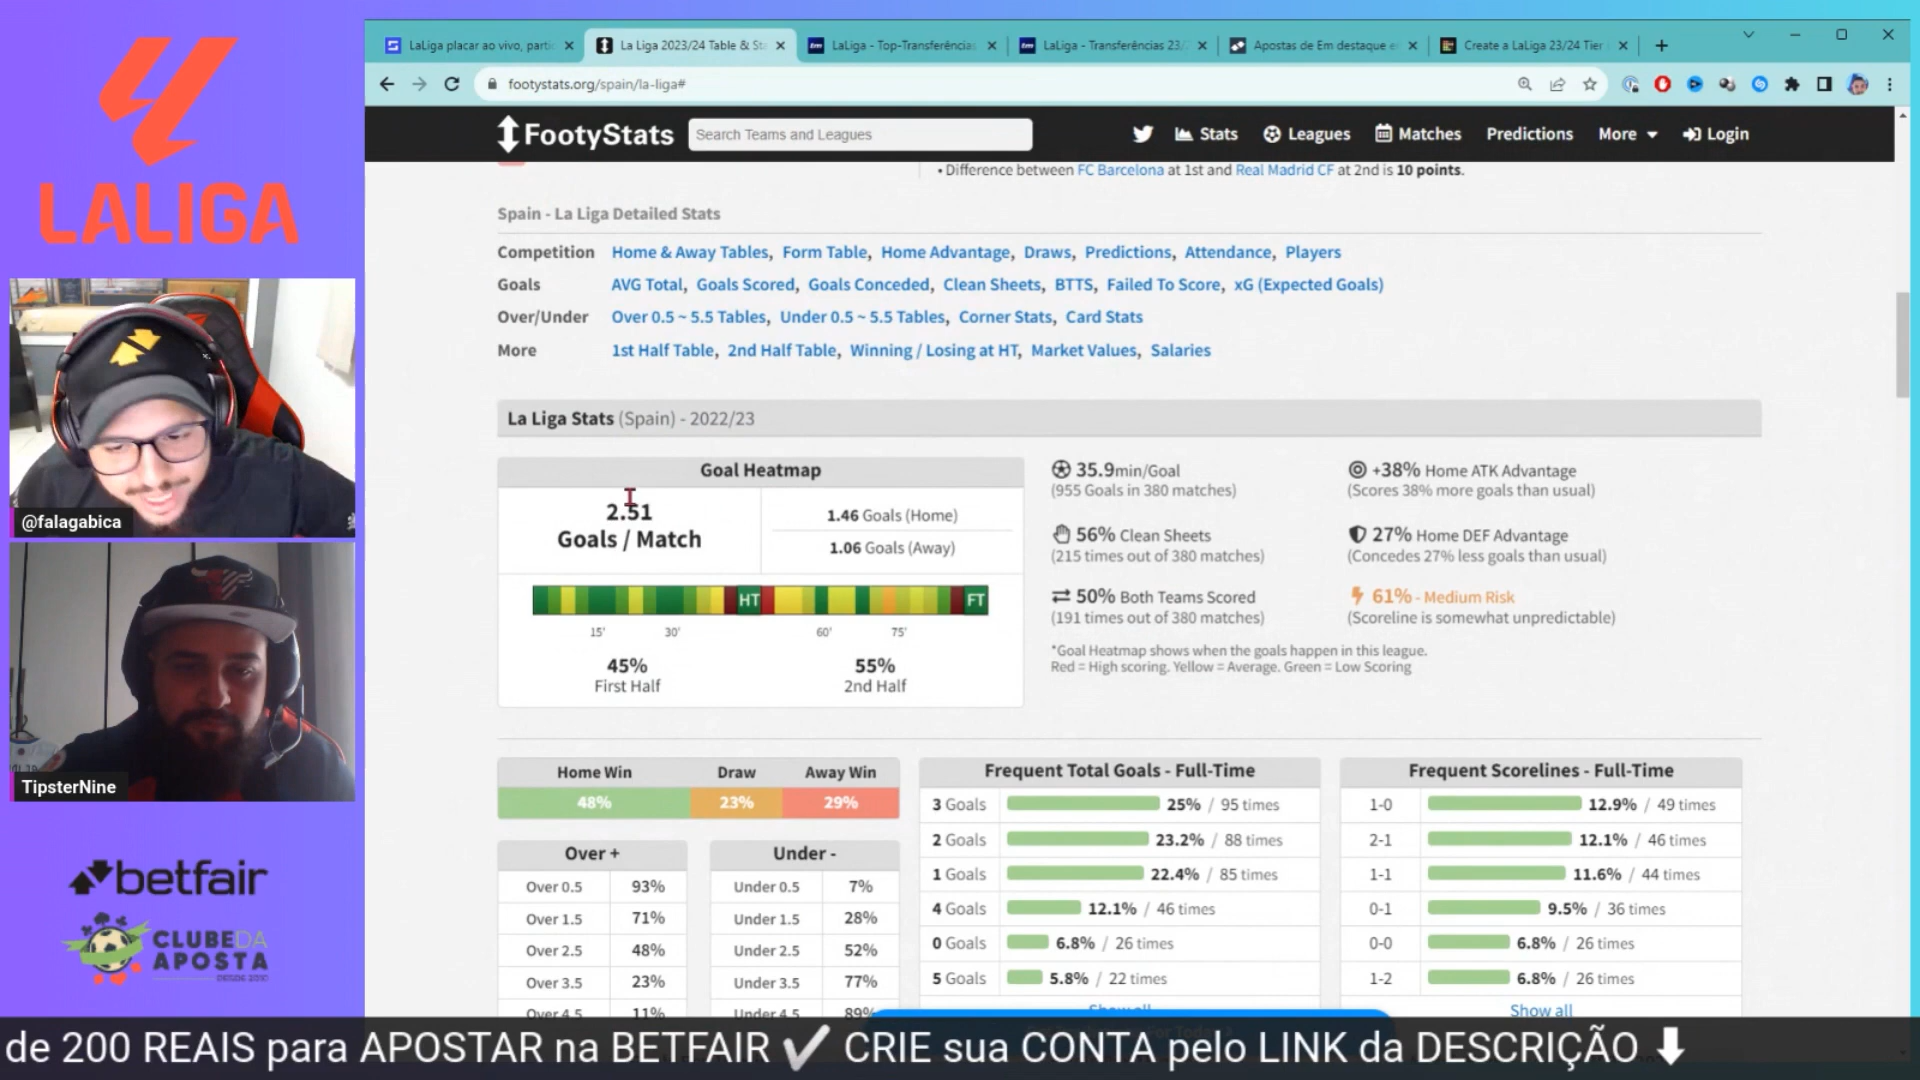 LaLiga placar ao vivo, partic
La Liga 2023/24 Table & Sta
LaLiga - Top-Transferências
LaLiga - Transferências 23/2
Apostas de Em destaque e
Create a LaLiga 23/24 Tier
footystats.org/spain/la-liga#
FootyStats
Search Teams and Leagues
Stats
Leagues
Matches
Predictions
More
Login
LALIGA
• Difference between FC Barcelona at 1st and Real Madrid CF at 2nd is 10 points.
Spain - La Liga Detailed Stats
Competition Home & Away Tables, Form Table, Home Advantage, Draws, Predictions, Attendance, Players
Goals AVG Total, Goals Scored, Goals Conceded, Clean Sheets, BTTS, Failed To Score, xG (Expected Goals)
Over/Under Over 0.5 ~ 5.5 Tables, Under 0.5 ~ 5.5 Tables, Corner Stats, Card Stats
More 1st Half Table, 2nd Half Table, Winning / Losing at HT, Market Values, Salaries
La Liga Stats (Spain) - 2022/23
Goal Heatmap
2.51
Goals / Match
1.46 Goals (Home)
1.06 Goals (Away)
HT
FT
15' 30' 60' 75'
45%
First Half
55%
2nd Half
35.9min/Goal
(955 Goals in 380 matches)
56% Clean Sheets
(215 times out of 380 matches)
50% Both Teams Scored
(191 times out of 380 matches)
+38% Home ATK Advantage
(Scores 38% more goals than usual)
27% Home DEF Advantage
(Concedes 27% less goals than usual)
61% - Medium Risk
(Scoreline is somewhat unpredictable)
*Goal Heatmap shows when the goals happen in this league.
Red = High scoring. Yellow = Average. Green = Low Scoring
@falagabica
TipsterNine
Home Win Draw Away Win
48% 23% 29%
Over +
Over 0.5 93%
Over 1.5 71%
Over 2.5 48%
Over 3.5 23%
Over 4.5 11%
Under -
Under 0.5 7%
Under 1.5 28%
Under 2.5 52%
Under 3.5 77%
Under 4.5 89%
Frequent Total Goals - Full-Time
3 Goals 25% / 95 times
2 Goals 23.2% / 88 times
1 Goals 22.4% / 85 times
4 Goals 12.1% / 46 times
0 Goals 6.8% / 26 times
5 Goals 5.8% / 22 times
Show all
Frequent Scorelines - Full-Time
1-0 12.9% / 49 times
2-1 12.1% / 46 times
1-1 11.6% / 44 times
0-1 9.5% / 36 times
0-0 6.8% / 26 times
1-2 6.8% / 26 times
Show all
betfair
CLUBEDA
APOSTA
de 200 REAIS para APOSTAR na BETFAIR ✔ CRIE sua CONTA pelo LINK da DESCRIÇÃO ⬇